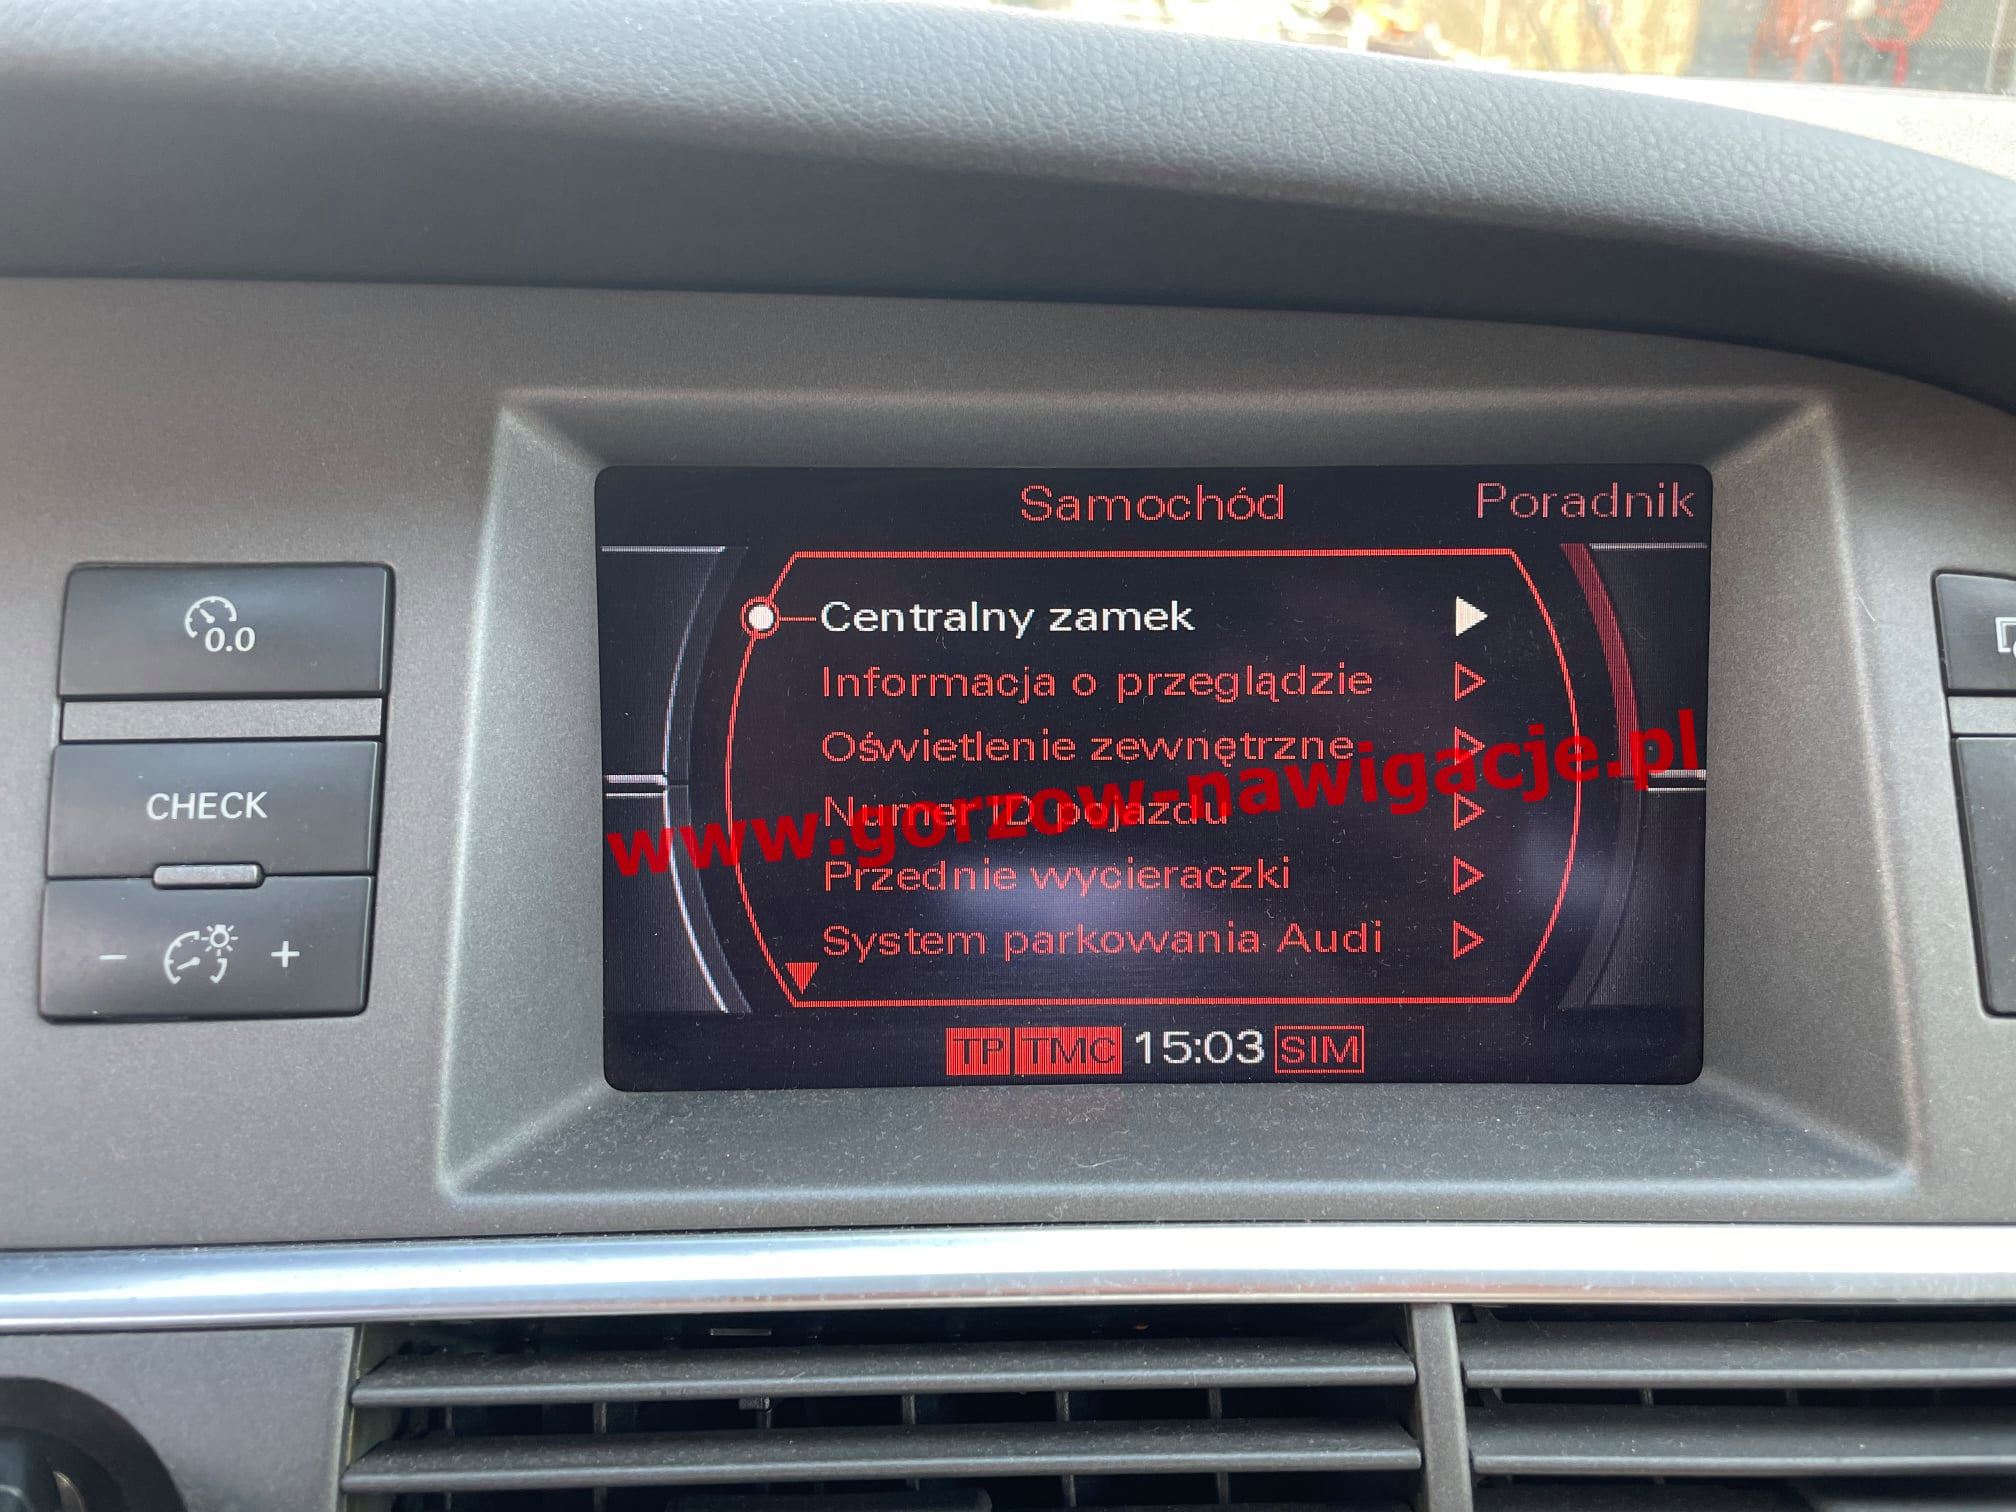 Samochód Poradnik
0.0
Centralny zamek
Informacja o przeglądzie
Oświetlenie zewnętrzne
www.gorzow-nawigacje.pl
CHECK
Numer ID pojazdu
Przednie wycieraczki
- +
System parkowania Audi
TP TMC 15:03 SIM